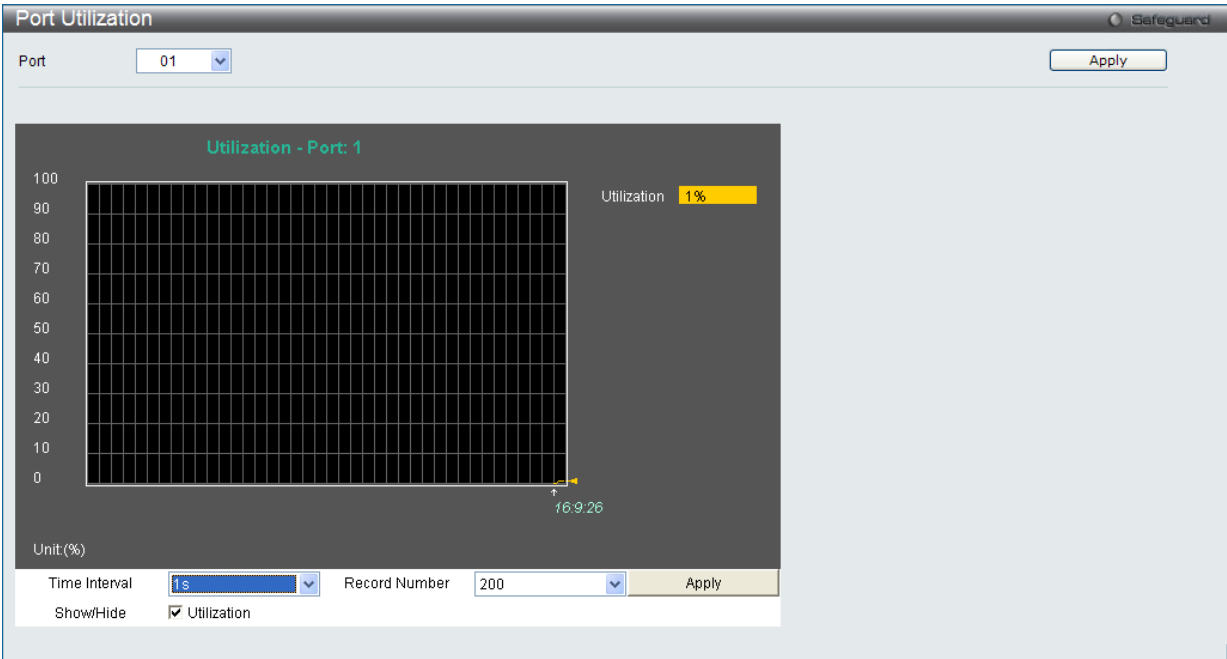 Port Utilization
Safeguard
Port 01 Apply
Utilization - Port: 1
100
Utilization 1%
90
80
70
60
50
40
30
20
10
0
16:9:26
Unit:(%)
Time Interval 1s Record Number 200 Apply
Show/Hide Utilization